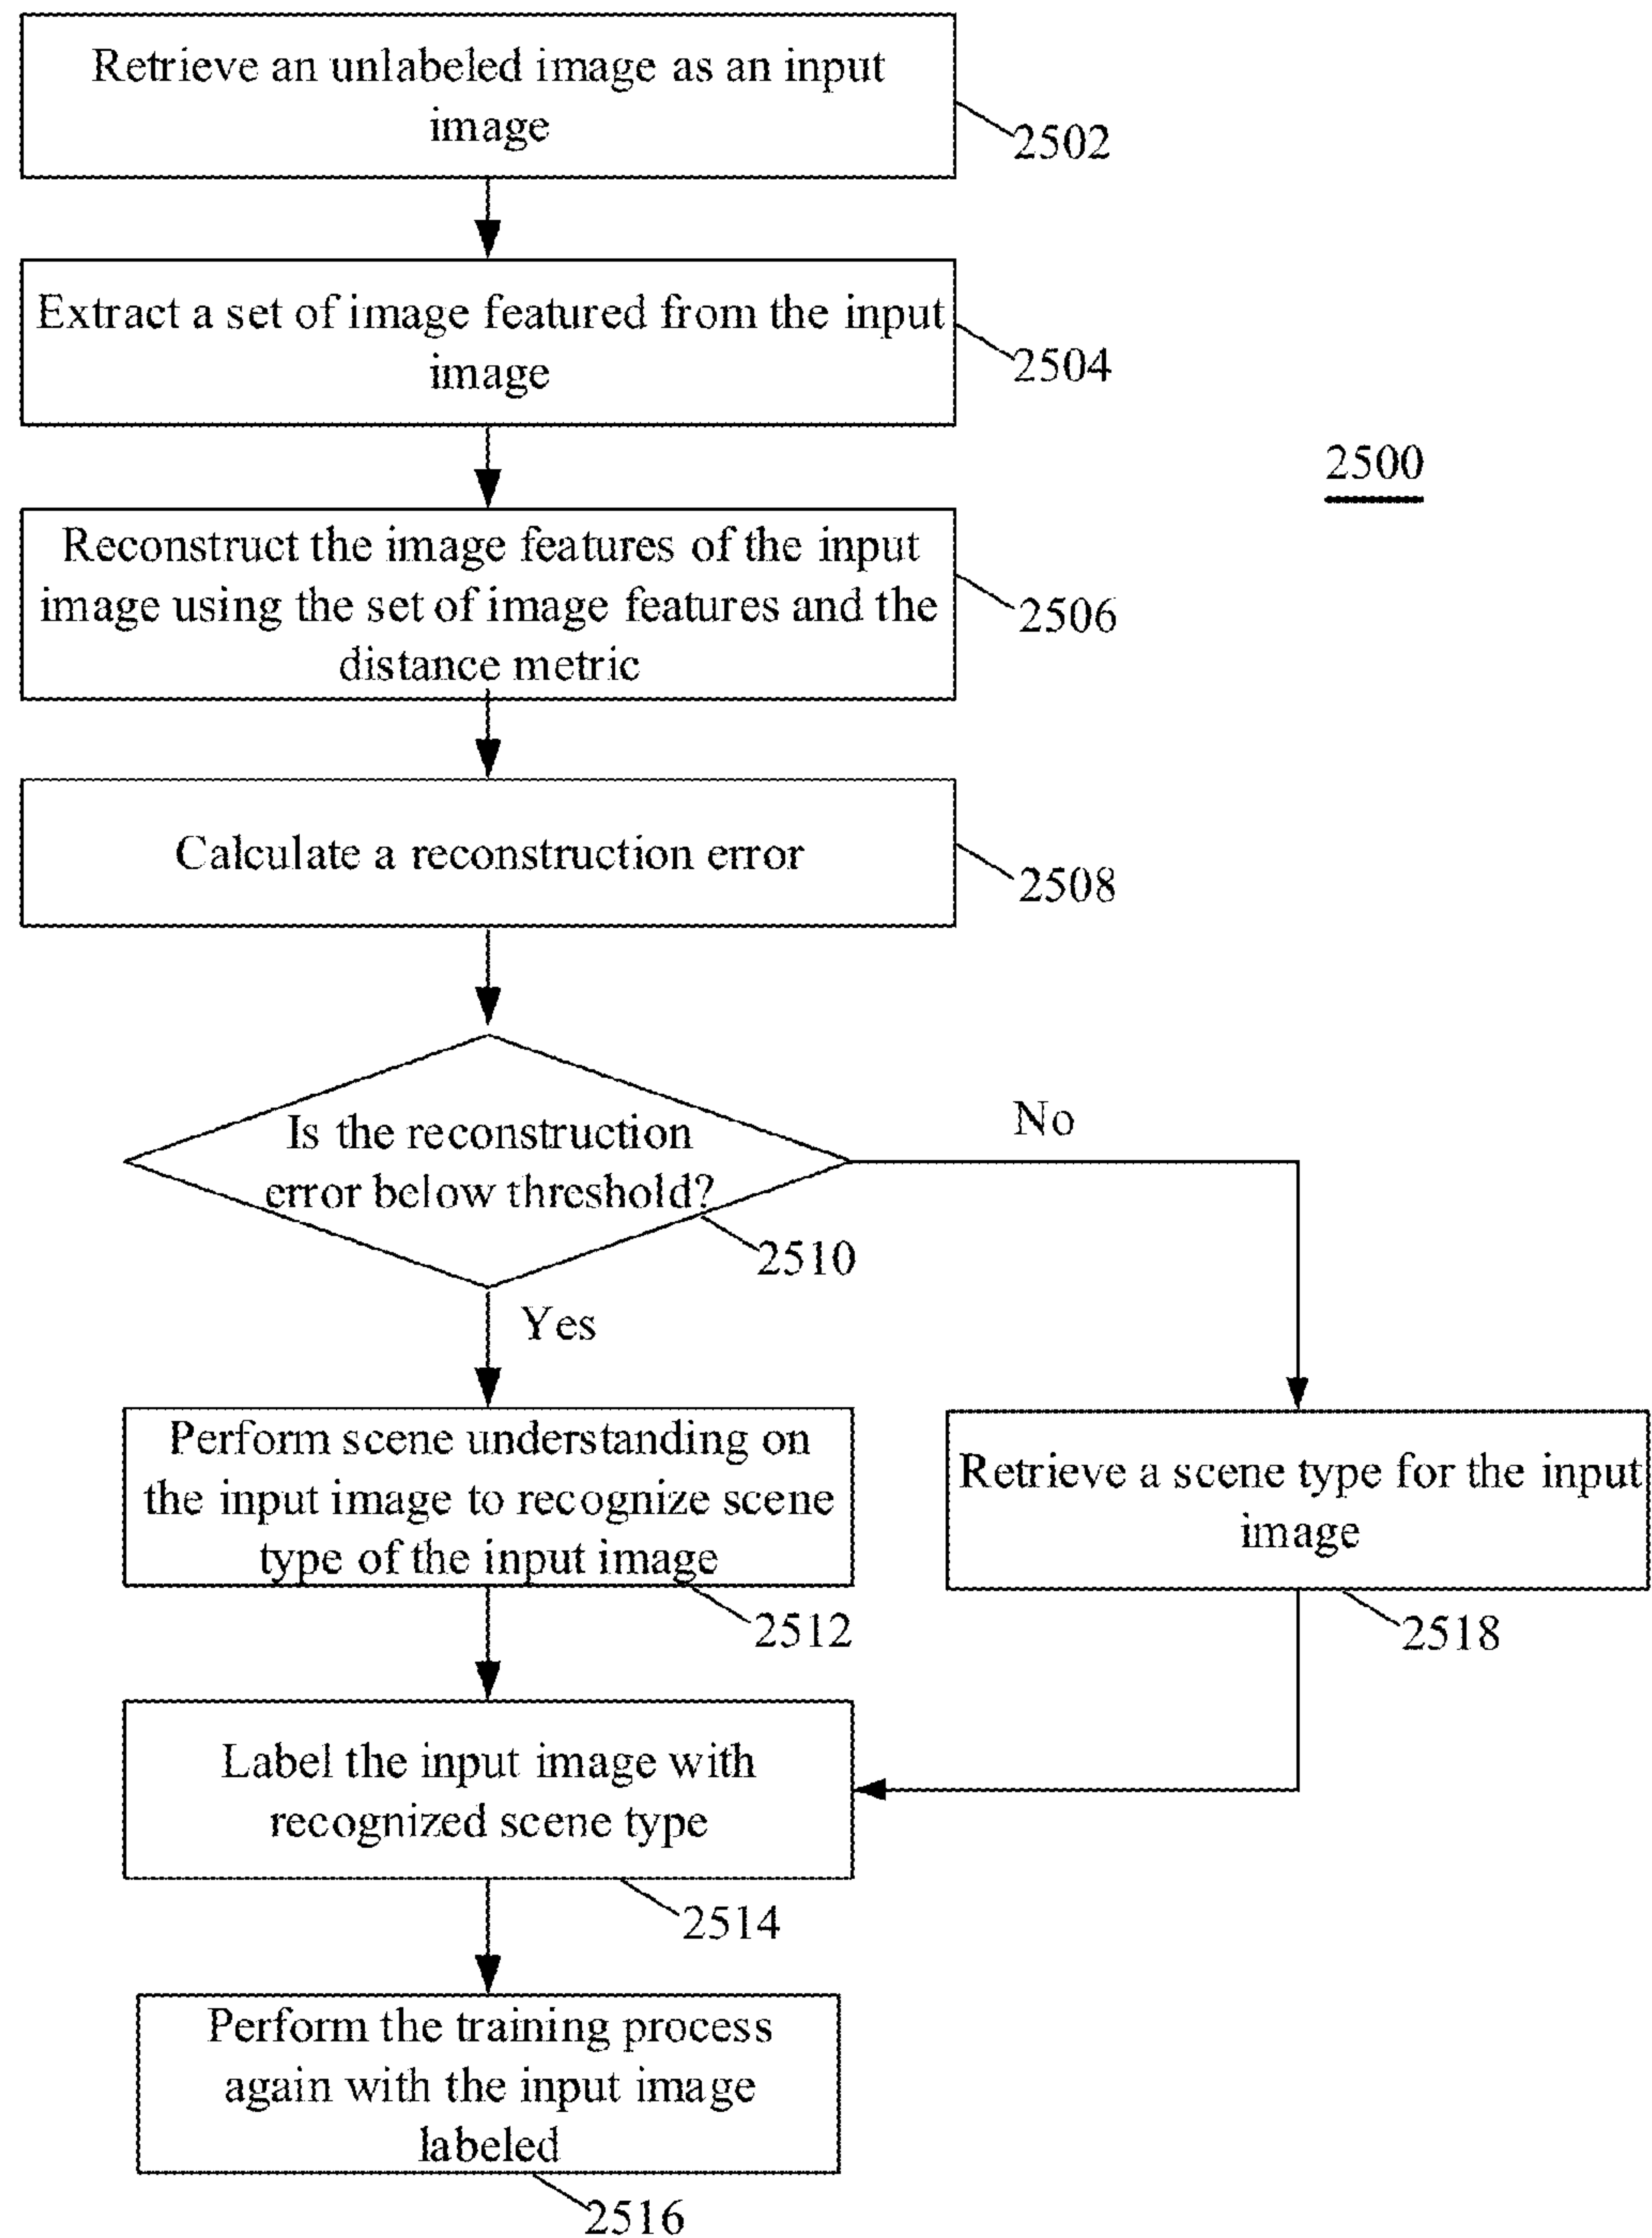 Retrieve an unlabeled image as an input
image
2502
Extract a set of image featured from the input
image
2504
2500
Reconstruct the image features of the input
image using the set of image features and the
distance metric
2506
Calculate a reconstruction error
2508
Is the reconstruction
error below threshold?
2510
No
Yes
Perform scene understanding on
the input image to recognize scene
type of the input image
2512
Retrieve a scene type for the input
image
2518
Label the input image with
recognized scene type
2514
Perform the training process
again with the input image
labeled
2516